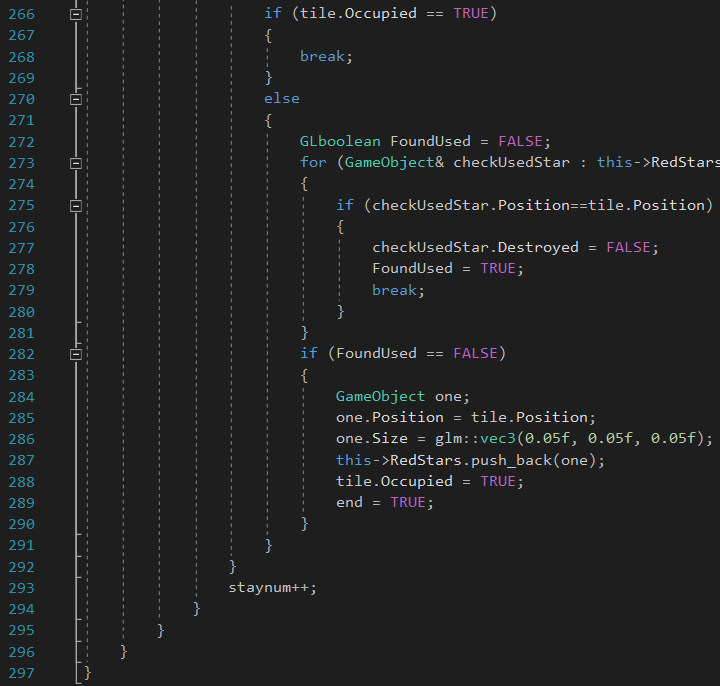 266 if (tile.Occupied == TRUE)
267 {
268 break;
269 }
270 else
271 {
272 GLboolean FoundUsed = FALSE;
273 for (GameObject& checkUsedStar : this->RedStars
274 {
275 if (checkUsedStar.Position==tile.Position)
276 {
277 checkUsedStar.Destroyed = FALSE;
278 FoundUsed = TRUE;
279 break;
280 }
281 }
282 if (FoundUsed == FALSE)
283 {
284 GameObject one;
285 one.Position = tile.Position;
286 one.Size = glm::vec3(0.05f, 0.05f, 0.05f);
287 this->RedStars.push_back(one);
288 tile.Occupied = TRUE;
289 end = TRUE;
290 }
291 }
292 }
293 staynum++;
294 }
295 }
296 }
297 }